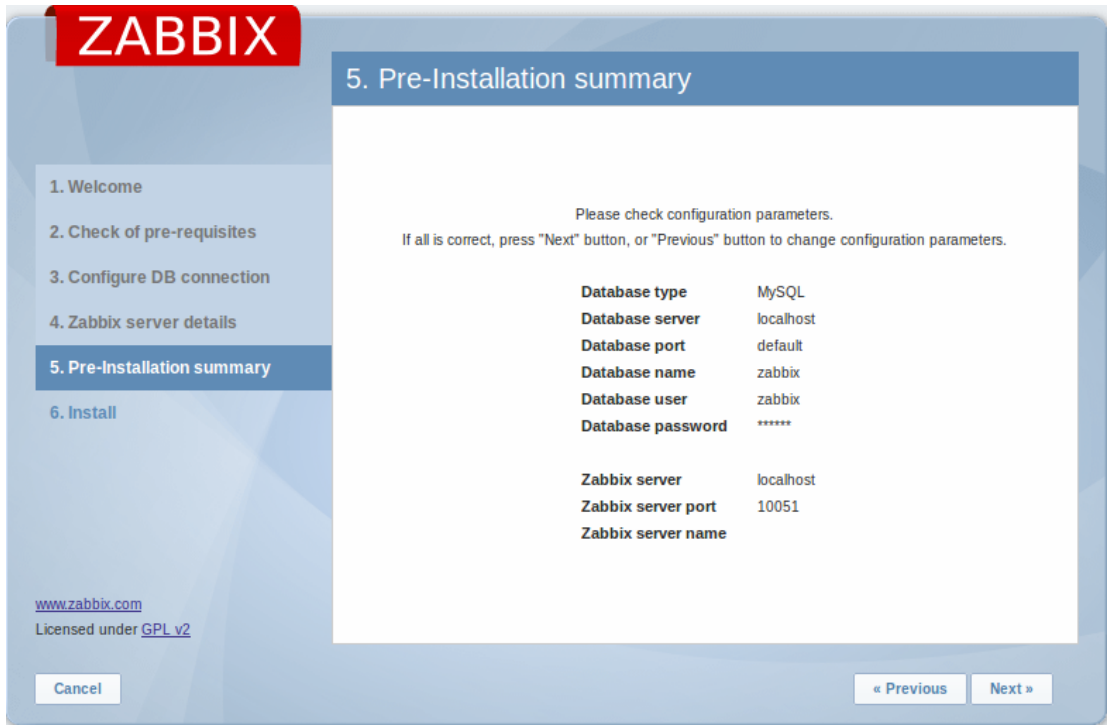 ZABBIX
5. Pre-Installation summary
1. Welcome
2. Check of pre-requisites
3. Configure DB connection
4. Zabbix server details
5. Pre-Installation summary
6. Install
Please check configuration parameters.
If all is correct, press "Next" button, or "Previous" button to change configuration parameters.
Database type MySQL
Database server localhost
Database port default
Database name zabbix
Database user zabbix
Database password ******
Zabbix server localhost
Zabbix server port 10051
Zabbix server name
www.zabbix.com
Licensed under GPL v2
Cancel
« Previous
Next »